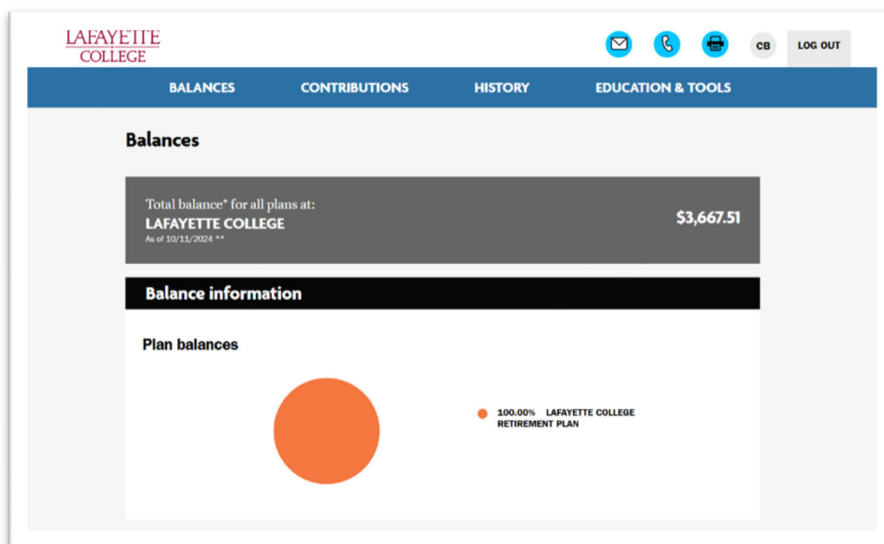 LAFAYETTE
COLLEGE
CB
LOG OUT
BALANCES CONTRIBUTIONS HISTORY EDUCATION & TOOLS
Balances
Total balance* for all plans at:
LAFAYETTE COLLEGE
$3,667.51
As of 10/11/2024 **
Balance information
Plan balances
100.00% LAFAYETTE COLLEGE
RETIREMENT PLAN